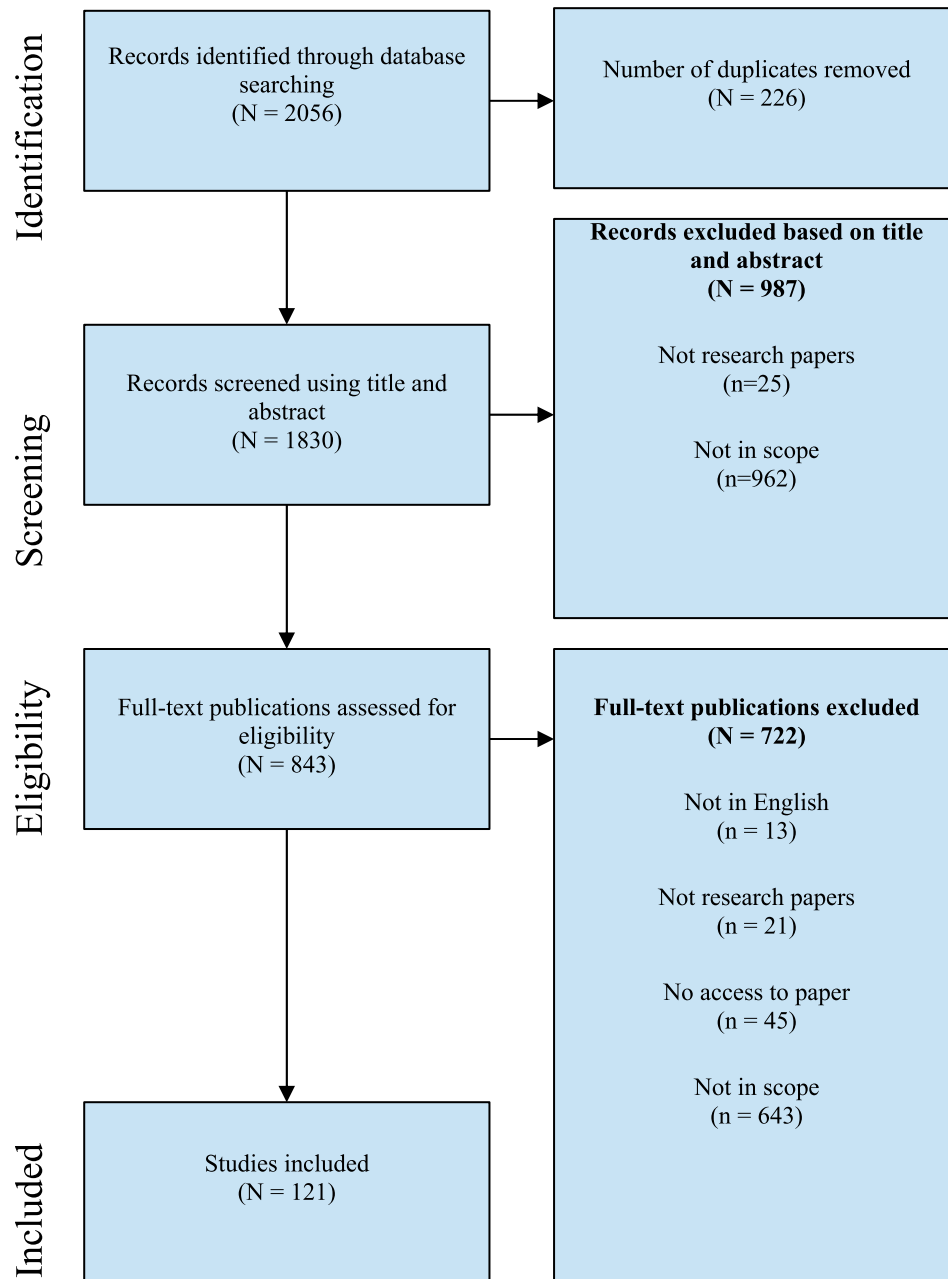 Identification
Records identified through database
searching
(N = 2056)
Number of duplicates removed
(N = 226)
Screening
Records screened using title and
abstract
(N = 1830)
Records excluded based on title
and abstract
(N = 987)
Not research papers
(n=25)
Not in scope
(n=962)
Eligibility
Full-text publications assessed for
eligibility
(N = 843)
Full-text publications excluded
(N = 722)
Not in English
(n = 13)
Not research papers
(n = 21)
No access to paper
(n = 45)
Not in scope
(n = 643)
Included
Studies included
(N = 121)